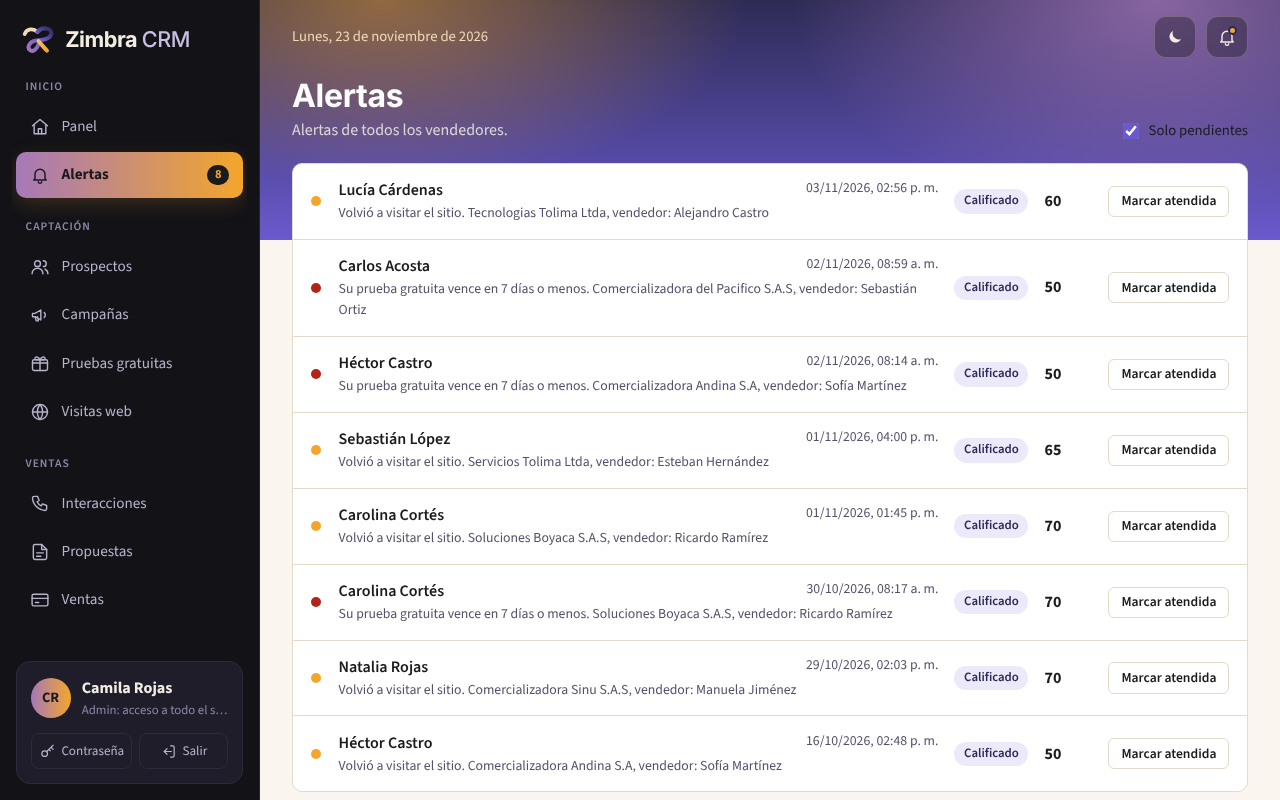 Zimbra CRM
INICIO
Panel
Alertas
8
CAPTACIÓN
Prospectos
Campañas
Pruebas gratuitas
Visitas web
VENTAS
Interacciones
Propuestas
Ventas
CR
Camila Rojas
Admin: acceso a todo el s…
Contraseña
Salir
Lunes, 23 de noviembre de 2026
Alertas
Alertas de todos los vendedores.
Solo pendientes
Lucía Cárdenas
03/11/2026, 02:56 p. m.
Volvió a visitar el sitio. Tecnologias Tolima Ltda, vendedor: Alejandro Castro
Calificado
60
Marcar atendida
Carlos Acosta
02/11/2026, 08:59 a. m.
Su prueba gratuita vence en 7 días o menos. Comercializadora del Pacifico S.A.S, vendedor: Sebastián
Ortiz
Calificado
50
Marcar atendida
Héctor Castro
02/11/2026, 08:14 a. m.
Su prueba gratuita vence en 7 días o menos. Comercializadora Andina S.A, vendedor: Sofía Martínez
Calificado
50
Marcar atendida
Sebastián López
01/11/2026, 04:00 p. m.
Volvió a visitar el sitio. Servicios Tolima Ltda, vendedor: Esteban Hernández
Calificado
65
Marcar atendida
Carolina Cortés
01/11/2026, 01:45 p. m.
Volvió a visitar el sitio. Soluciones Boyaca S.A.S, vendedor: Ricardo Ramírez
Calificado
70
Marcar atendida
Carolina Cortés
30/10/2026, 08:17 a. m.
Su prueba gratuita vence en 7 días o menos. Soluciones Boyaca S.A.S, vendedor: Ricardo Ramírez
Calificado
70
Marcar atendida
Natalia Rojas
29/10/2026, 02:03 p. m.
Volvió a visitar el sitio. Comercializadora Sinu S.A.S, vendedor: Manuela Jiménez
Calificado
70
Marcar atendida
Héctor Castro
16/10/2026, 02:48 p. m.
Volvió a visitar el sitio. Comercializadora Andina S.A, vendedor: Sofía Martínez
Calificado
50
Marcar atendida